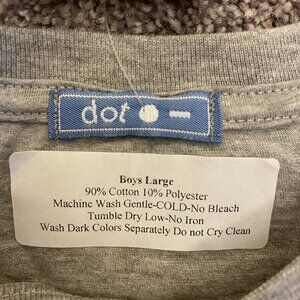 dot
Boys Large
90% Cotton 10% Polyester
Machine Wash Gentle-COLD-No Bleach
Tumble Dry Low-No Iron
Wash Dark Colors Separately Do not Cry Clean